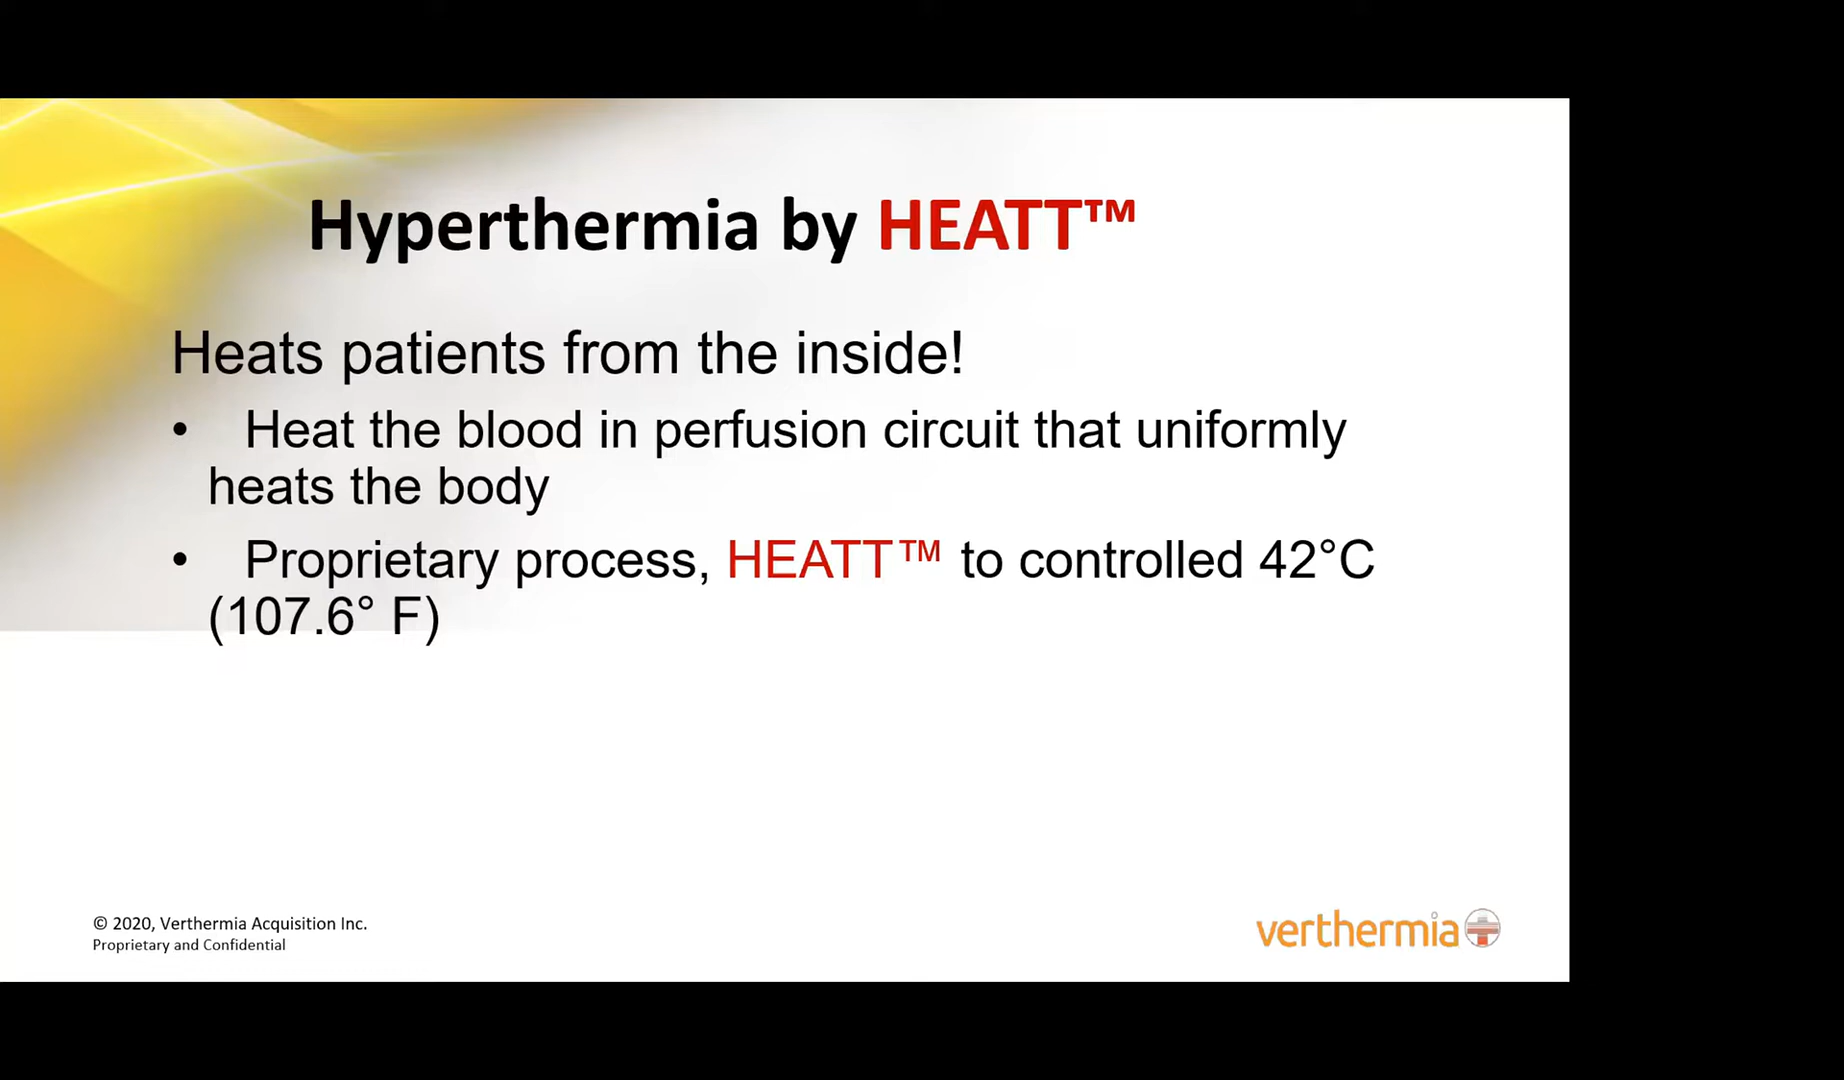 Hyperthermia by HEATT™
Heats patients from the inside!
• Heat the blood in perfusion circuit that uniformly
heats the body
• Proprietary process, HEATT™ to controlled 42°C
(107.6° F)
© 2020, Verthermia Acquisition Inc.
Proprietary and Confidential
verthermia